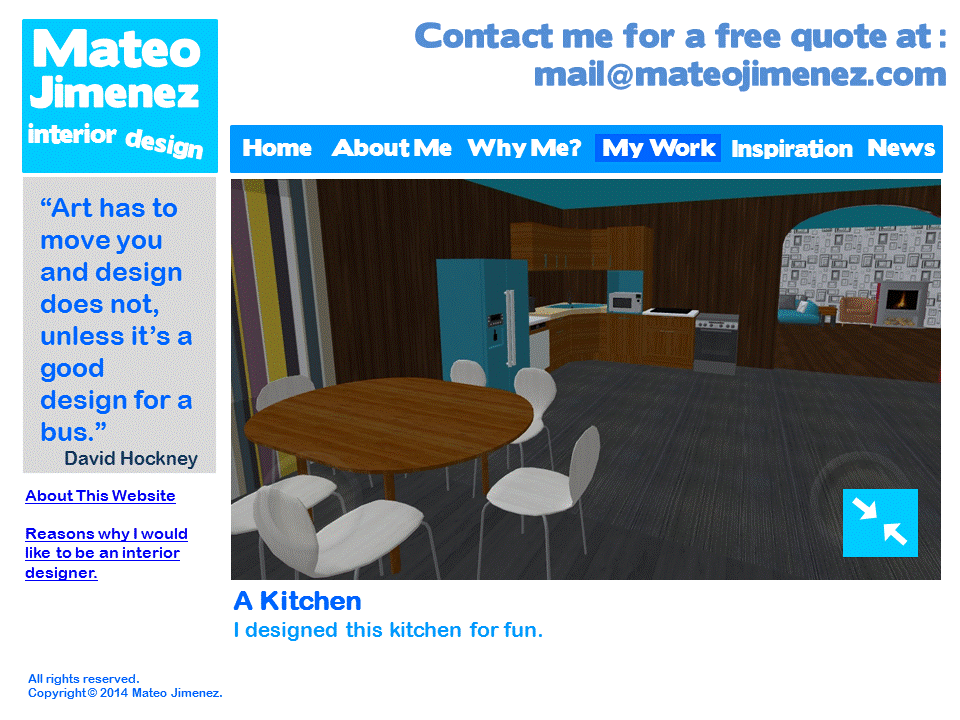 Mateo
Jimenez
interior design
Contact me for a free quote at :
mail@mateojimenez.com
Home About Me Why Me? My Work Inspiration News
“Art has to
move you
and design
does not,
unless it’s a
good
design for a
bus.”
David Hockney
About This Website
Reasons why I would
like to be an interior
designer.
A Kitchen
I designed this kitchen for fun.
All rights reserved.
Copyright © 2014 Mateo Jimenez.